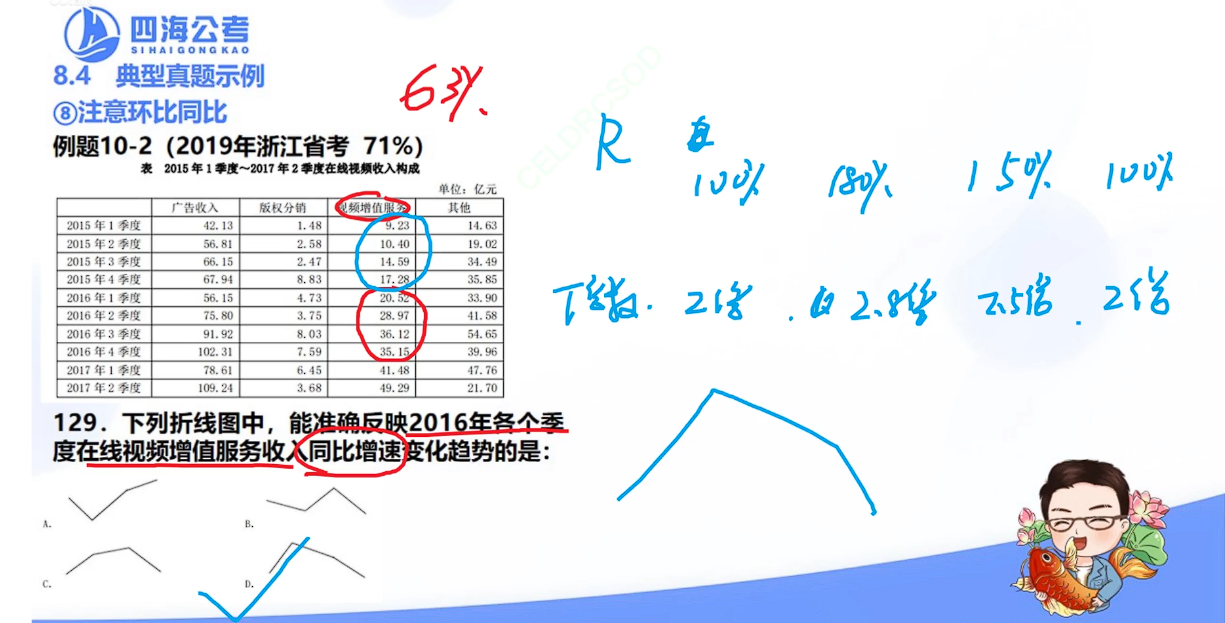 四海公考
SIHAIGONGKAO
8.4 典型真题示例
⑧注意环比同比
例题10-2（2019年浙江省考 71%）
63%
表 2015年1季度～2017年2季度在线视频收入构成
单位：亿元
广告收入 版权分销 视频增值服务 其他
2015年1季度 42.13 1.48 9.23 14.63
2015年2季度 56.81 2.58 10.40 19.02
2015年3季度 66.15 2.47 14.59 34.49
2015年4季度 67.94 8.83 17.28 35.85
2016年1季度 56.15 4.73 20.52 33.90
2016年2季度 75.80 3.75 28.97 41.58
2016年3季度 91.92 8.03 36.12 54.65
2016年4季度 102.31 7.59 35.15 39.96
2017年1季度 78.61 6.45 41.48 47.76
2017年2季度 109.24 3.68 49.29 21.70
129．下列折线图中，能准确反映2016年各个季
度在线视频增值服务收入同比增速变化趋势的是：
A.
B.
C.
D.
CELDRCSOD
R 100% 180% 150% 100%
T倍数. 2倍. 2.8倍 2.5倍. 2倍